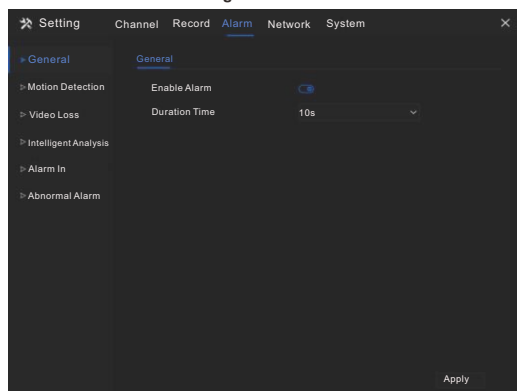 Setting
Channel Record Alarm Network System
General
Motion Detection
Video Loss
Intelligent Analysis
Alarm In
Abnormal Alarm
General
Enable Alarm
Duration Time 10s
Apply